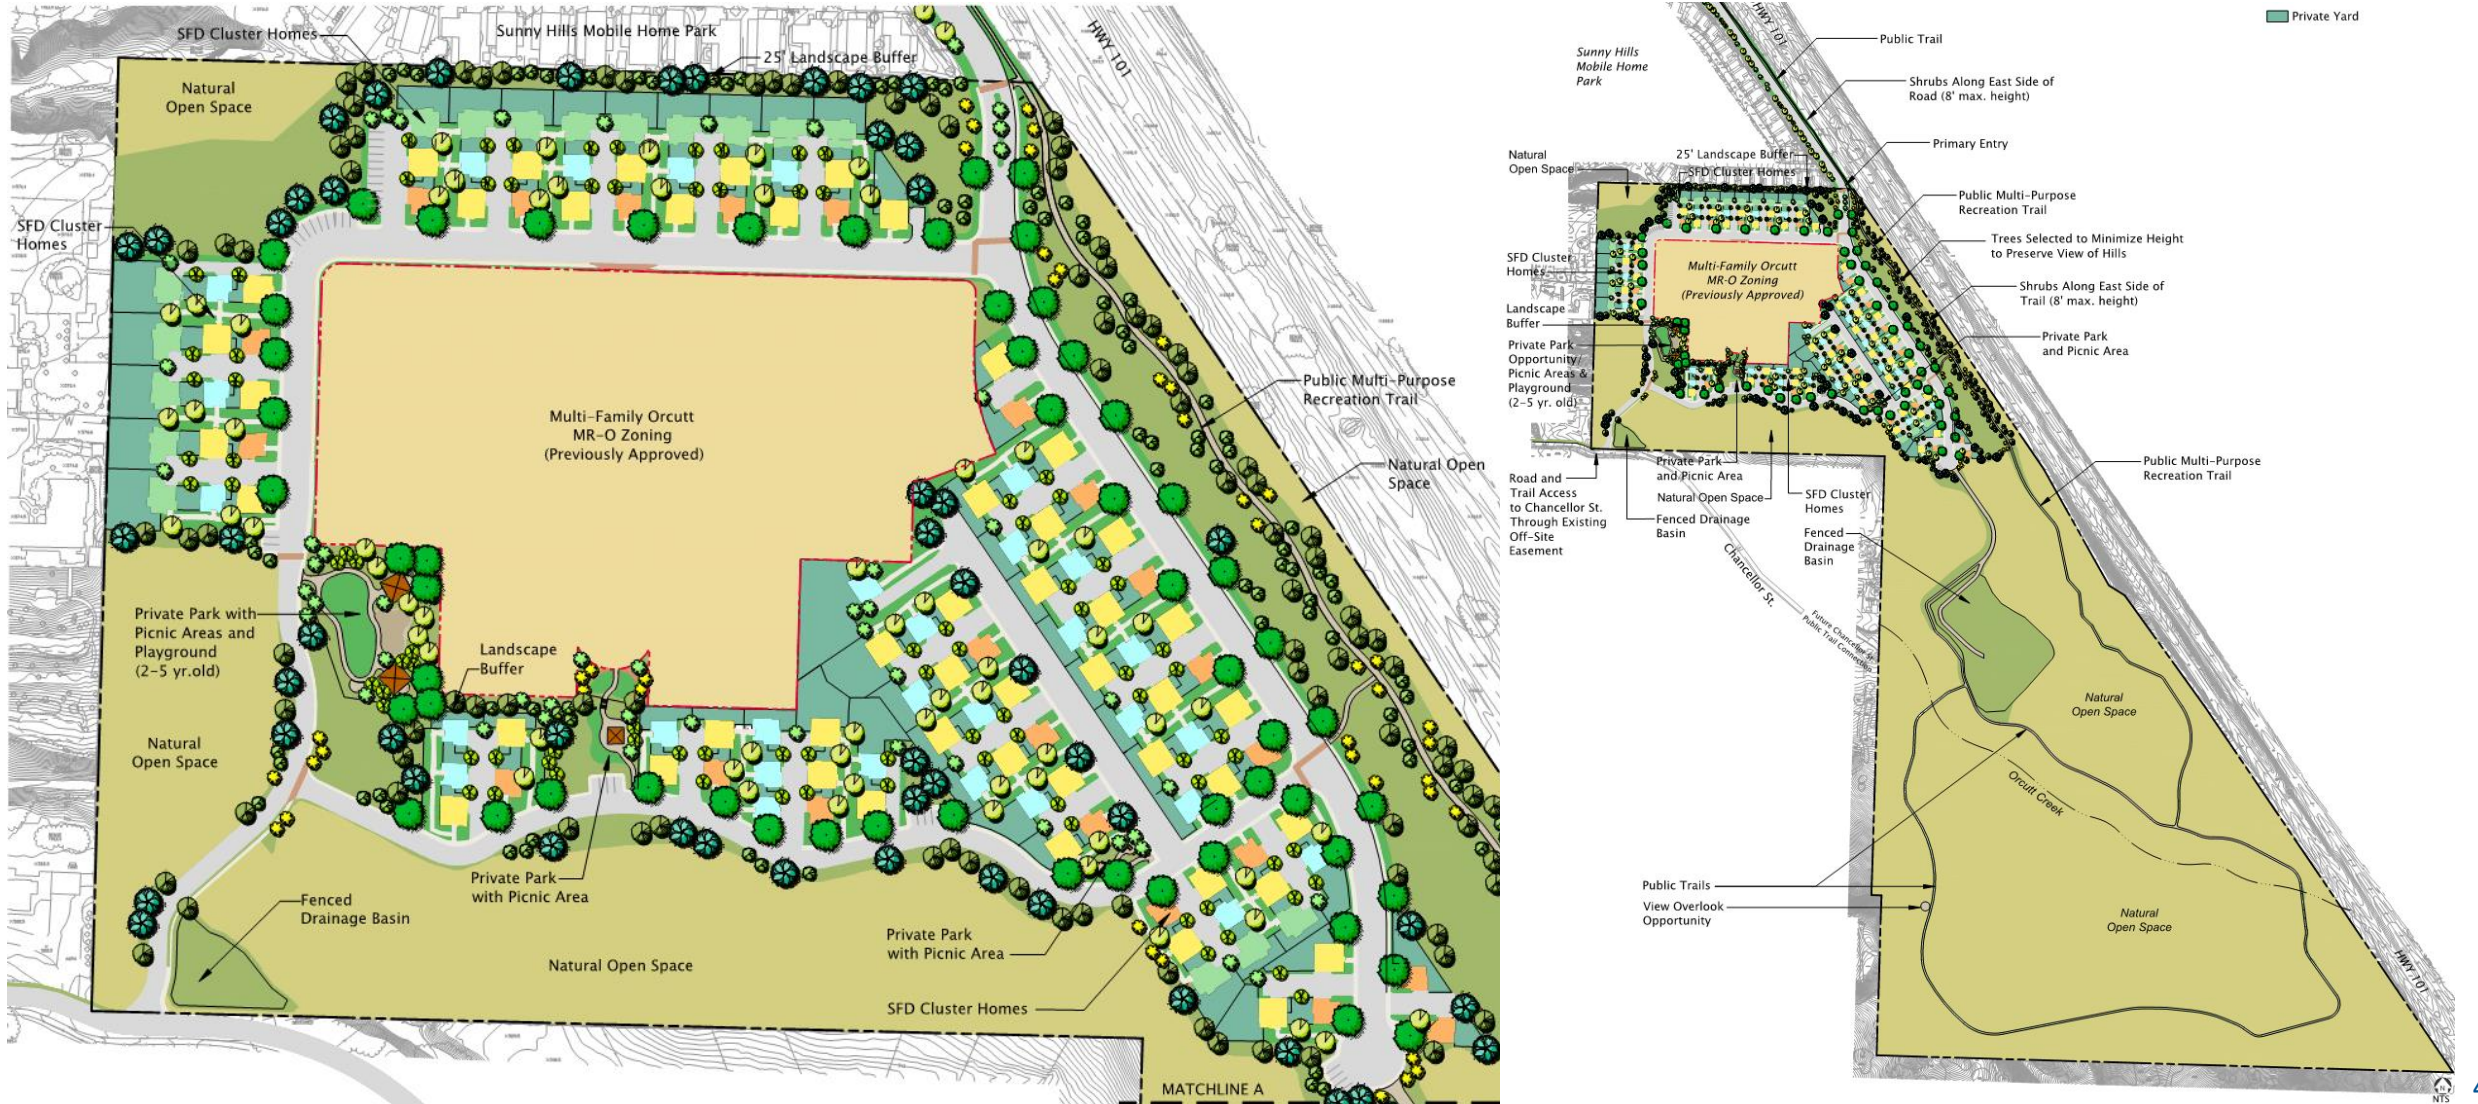 SFD Cluster Homes
Sunny Hills Mobile Home Park
25' Landscape Buffer
HWY 101
Natural
Open Space
SFD Cluster
Homes
Multi-Family Orcutt
MR-O Zoning
(Previously Approved)
Public Multi-Purpose
Recreation Trail
Natural Open
Space
Private Park with
Picnic Areas and
Playground
(2-5 yr.old)
Landscape
Buffer
Natural
Open Space
Fenced
Drainage Basin
Private Park
with Picnic Area
Natural Open Space
Private Park
with Picnic Area
SFD Cluster Homes
MATCHLINE A
Private Yard
HWY 101
Public Trail
Sunny Hills
Mobile Home
Park
Shrubs Along East Side of
Road (8' max. height)
Primary Entry
Natural
Open Space
25' Landscape Buffer
SFD Cluster Homes
Public Multi-Purpose
Recreation Trail
Trees Selected to Minimize Height
to Preserve View of Hills
SFD Cluster
Homes
Multi-Family Orcutt
MR-O Zoning
(Previously Approved)
Shrubs Along East Side of
Trail (8' max. height)
Landscape
Buffer
Private Park
and Picnic Area
Private Park
Opportunity/
Picnic Areas &
Playground
(2-5 yr. old)
Private Park
and Picnic Area
Natural Open Space
Fenced Drainage
Basin
SFD Cluster
Homes
Public Multi-Purpose
Recreation Trail
Road and
Trail Access
to Chancellor St.
Through Existing
Off-Site
Easement
Fenced
Drainage
Basin
Chancellor St.
Future Chancellor St.
Public Trail Connection
Natural
Open Space
Orcutt Creek
Public Trails
View Overlook
Opportunity
Natural
Open Space
HWY 101
N
NTS